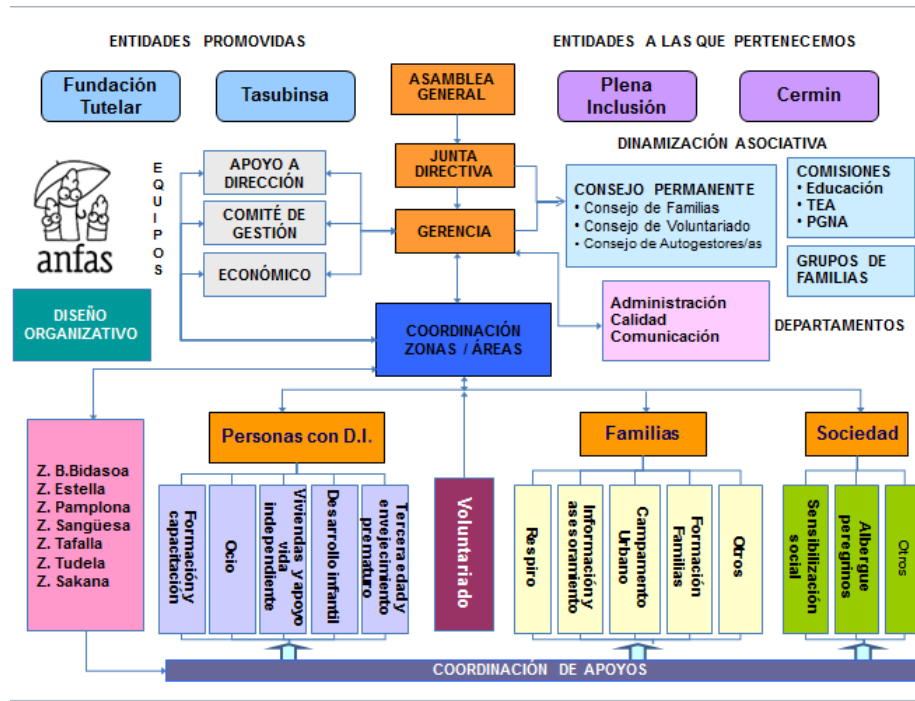 ENTIDADES PROMOVIDAS
ENTIDADES A LAS QUE PERTENECEMOS
Fundación
Tutelar
Tasubinsa
ASAMBLEA
GENERAL
Plena
Inclusión
Cermin
DINAMIZACIÓN ASOCIATIVA
EQUIPOS
APOYO A
DIRECCIÓN
COMITÉ DE
GESTIÓN
ECONÓMICO
JUNTA
DIRECTIVA
GERENCIA
CONSEJO PERMANENTE
• Consejo de Familias
• Consejo de Voluntariado
• Consejo de Autogestores/as
COMISIONES
• Educación
• TEA
• PGNA
GRUPOS DE
FAMILIAS
anfas
DISEÑO
ORGANIZATIVO
COORDINACIÓN
ZONAS / ÁREAS
Administración
Calidad
Comunicación
DEPARTAMENTOS
Personas con D.I.
Familias
Sociedad
Z. B.Bidasoa
Z. Estella
Z. Pamplona
Z. Sangüesa
Z. Tafalla
Z. Tudela
Z. Sakana
Formación y
capacitación
Ocio
Viviendas y apoyo
vida
independiente
Desarrollo infantil
Tercera edad y
envejecimiento
prematuro
Voluntariado
Respiro
Información y
asesoramiento
Campamento
Urbano
Formación
Familias
Otros
Sensibilización
social
Albergue
peregrinos
Otros
COORDINACIÓN DE APOYOS